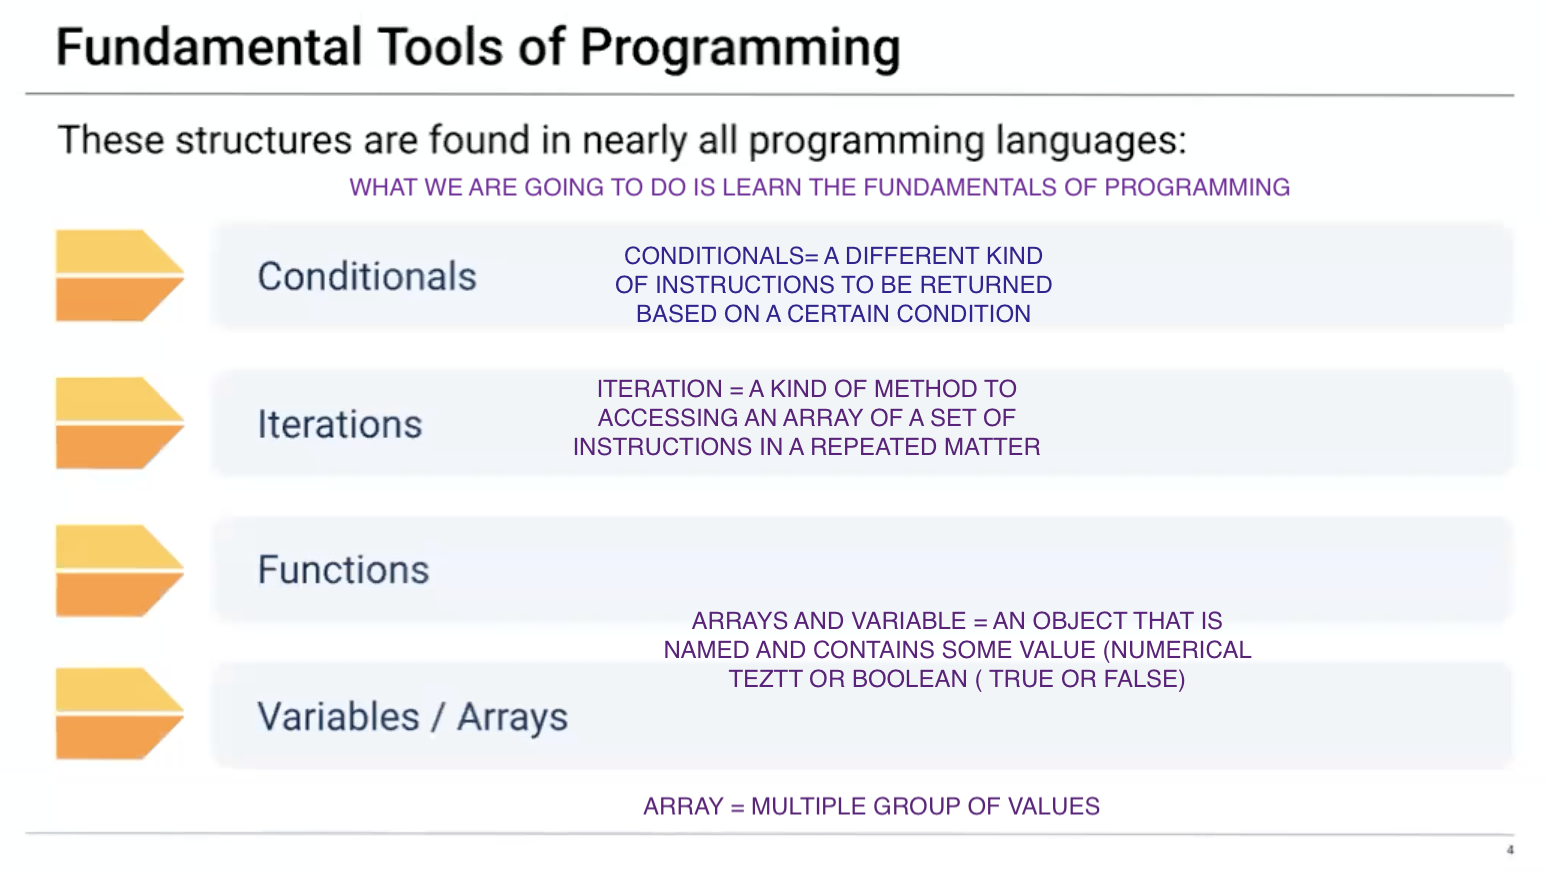 Fundamental Tools of Programming
These structures are found in nearly all programming languages:
WHAT WE ARE GOING TO DO IS LEARN THE FUNDAMENTALS OF PROGRAMMING
Conditionals
CONDITIONALS= A DIFFERENT KIND
OF INSTRUCTIONS TO BE RETURNED
BASED ON A CERTAIN CONDITION
Iterations
ITERATION = A KIND OF METHOD TO
ACCESSING AN ARRAY OF A SET OF
INSTRUCTIONS IN A REPEATED MATTER
Functions
ARRAYS AND VARIABLE = AN OBJECT THAT IS
NAMED AND CONTAINS SOME VALUE (NUMERICAL
TEZTT OR BOOLEAN ( TRUE OR FALSE)
Variables / Arrays
ARRAY = MULTIPLE GROUP OF VALUES
4